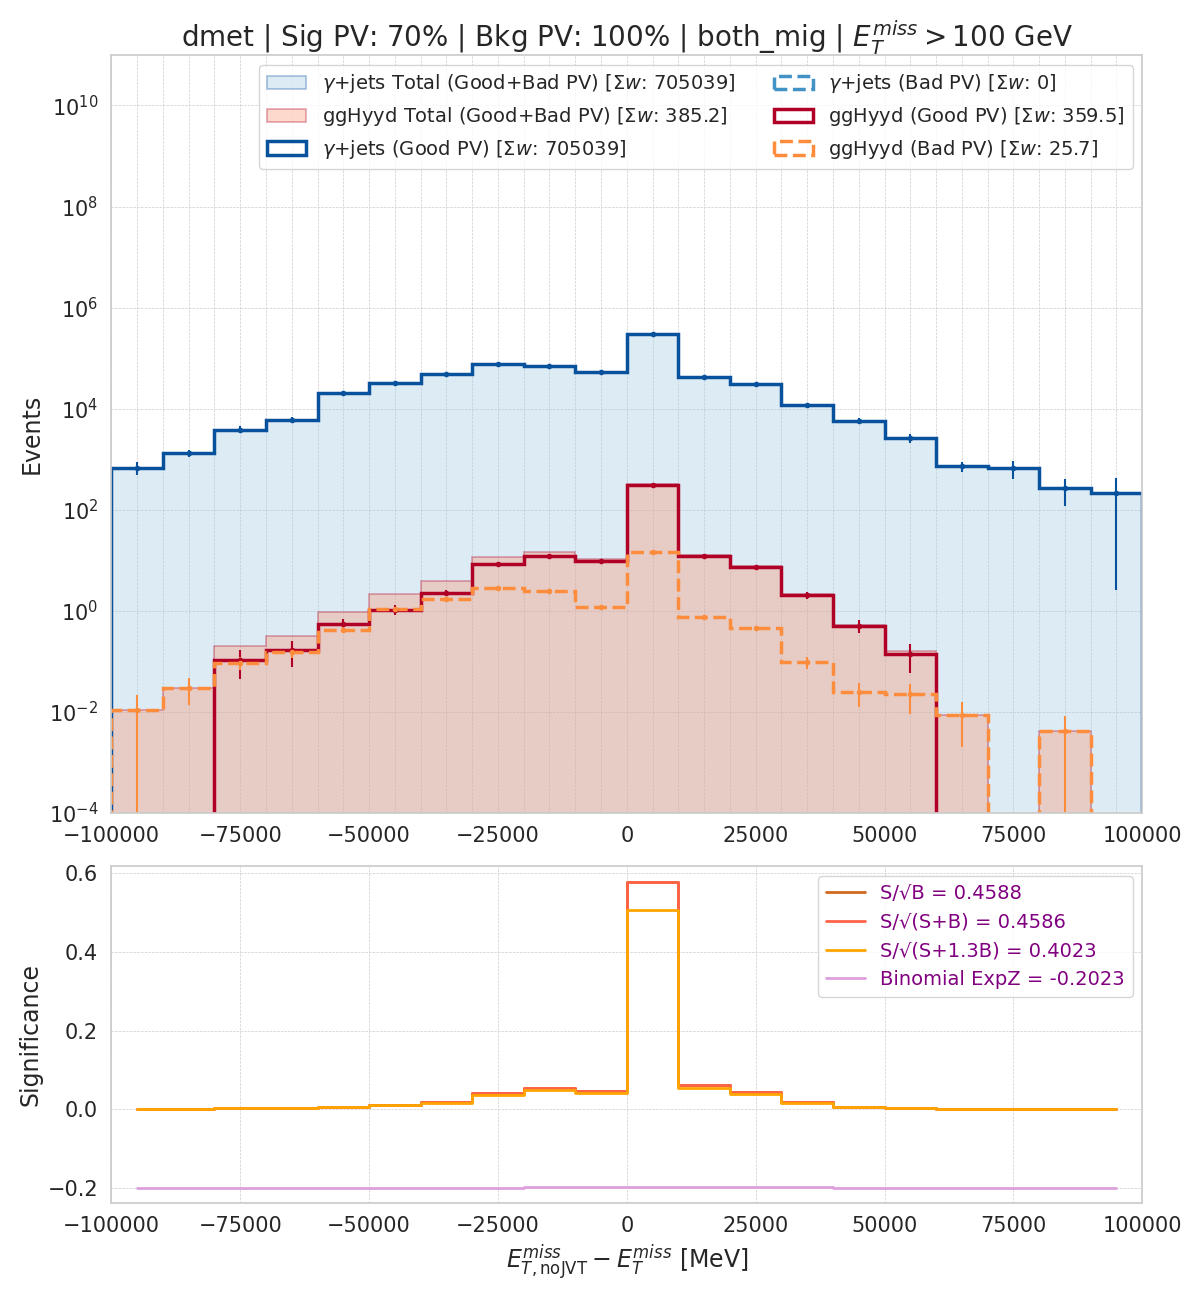 dmet | Sig PV: 70% | Bkg PV: 100% | both_mig | E_T^miss > 100 GeV
γ+jets Total (Good+Bad PV) [Σw: 705039]
ggHyyd Total (Good+Bad PV) [Σw: 385.2]
γ+jets (Good PV) [Σw: 705039]
γ+jets (Bad PV) [Σw: 0]
ggHyyd (Good PV) [Σw: 359.5]
ggHyyd (Bad PV) [Σw: 25.7]
Events
10^10
10^8
10^6
10^4
10^2
10^0
10^−2
10^−4
−100000 −75000 −50000 −25000 0 25000 50000 75000 100000
Significance
0.6
0.4
0.2
0.0
−0.2
S/√B = 0.4588
S/√(S+B) = 0.4586
S/√(S+1.3B) = 0.4023
Binomial ExpZ = -0.2023
−100000 −75000 −50000 −25000 0 25000 50000 75000 100000
E_T,noJVT^miss − E_T^miss [MeV]